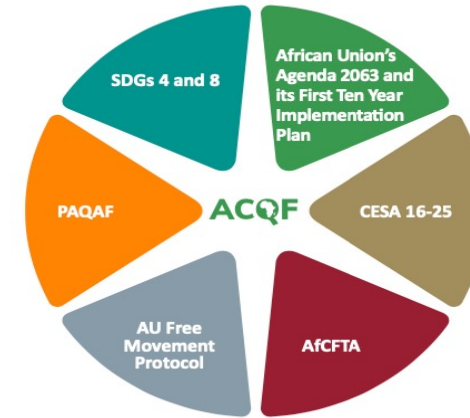 SDGs 4 and 8
African Union's
Agenda 2063 and
its First Ten Year
Implementation
Plan
PAQAF
ACQF
CESA 16-25
AU Free
Movement
Protocol
AfCFTA